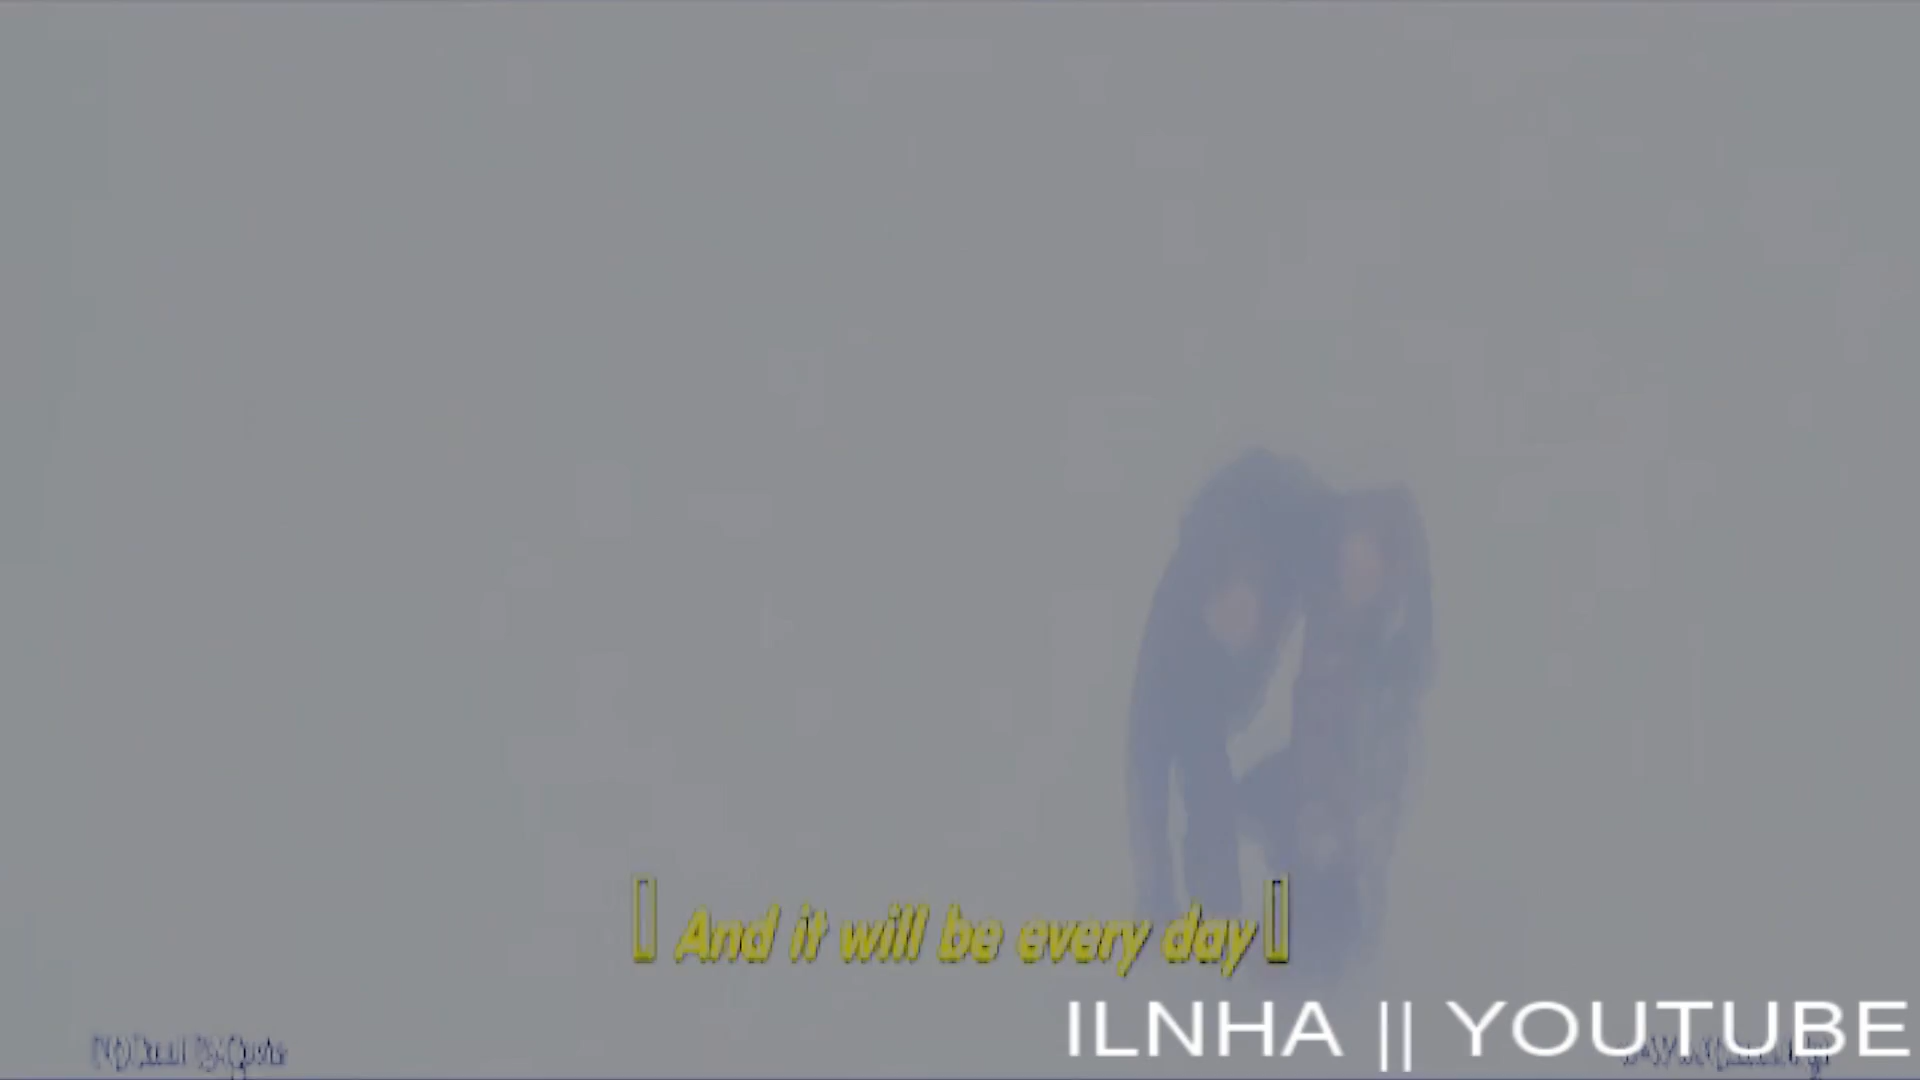 ▯ And it will be every day ▯
ILNHA || YOUTUBE